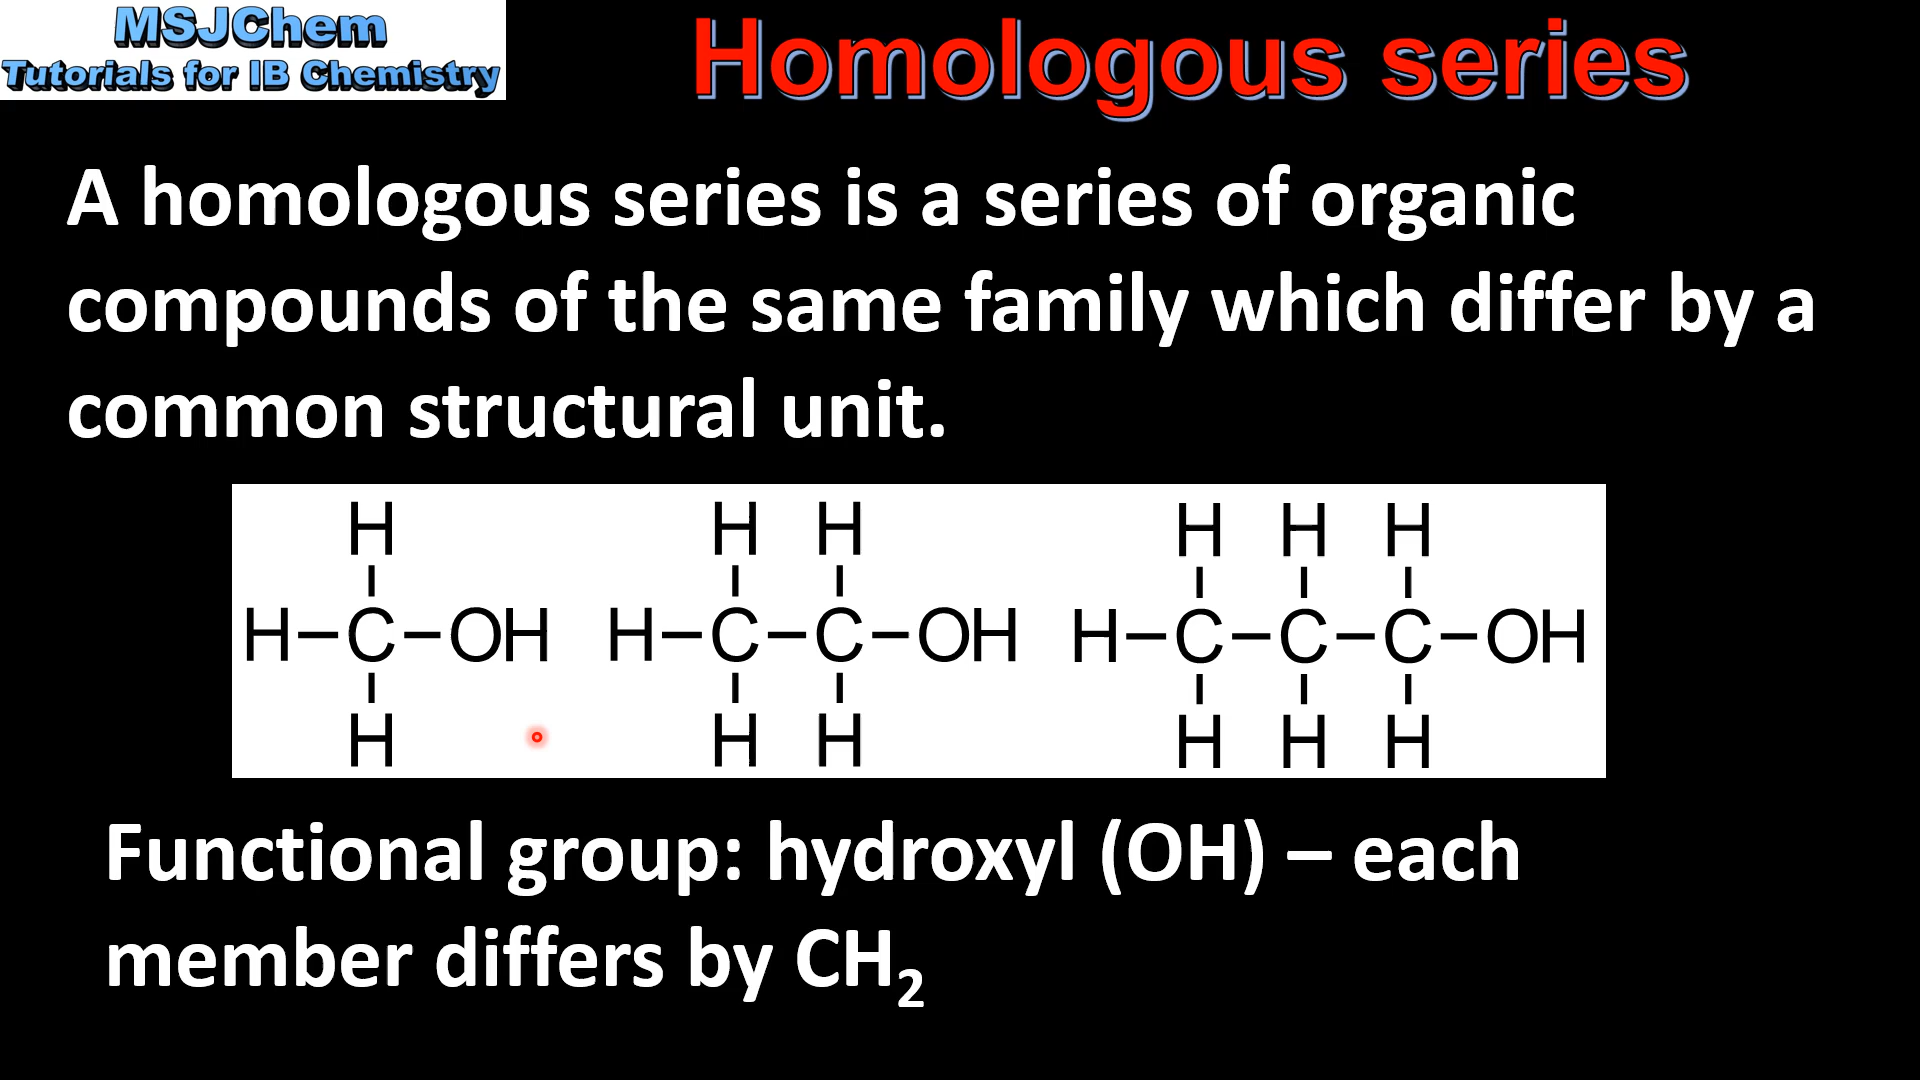 MSJChem
Tutorials for IB Chemistry
Homologous series
A homologous series is a series of organic
compounds of the same family which differ by a
common structural unit.
H H H H H H
H–C–OH H–C–C–OH H–C–C–C–OH
H H H H H H
Functional group: hydroxyl (OH) – each
member differs by CH₂